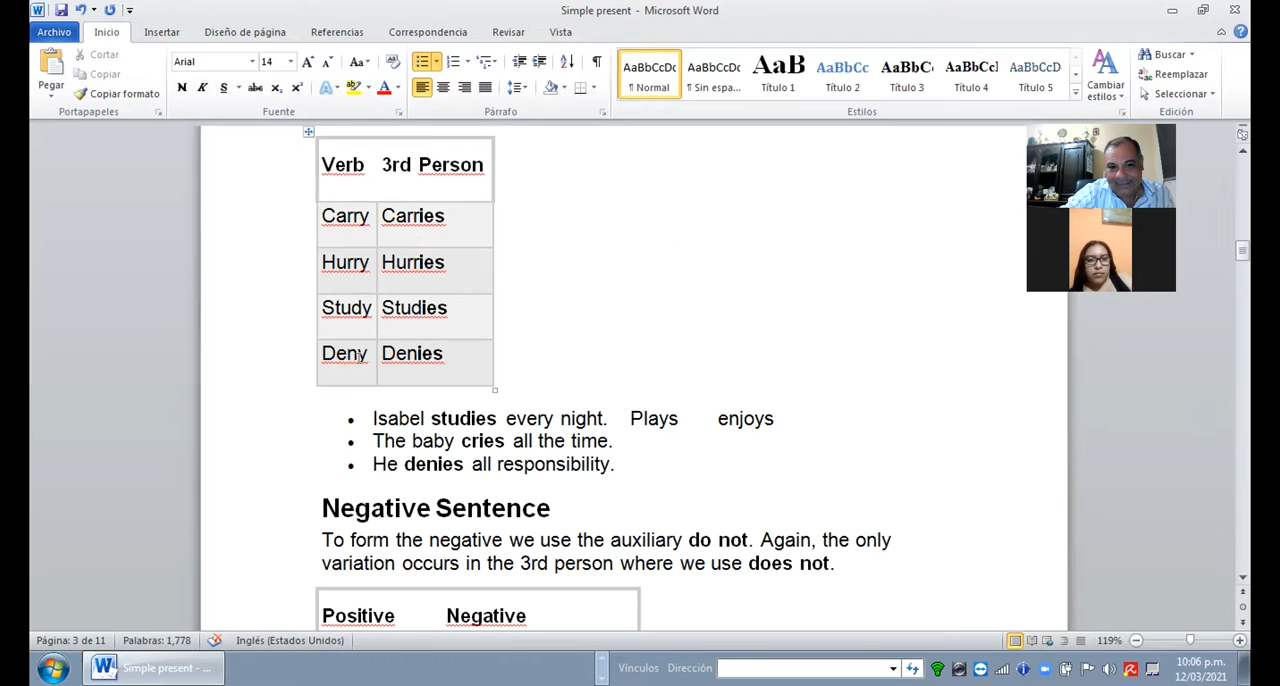 Simple present - Microsoft Word
Archivo Inicio Insertar Diseño de página Referencias Correspondencia Revisar Vista
Pegar
Cortar
Copiar
Copiar formato
Portapapeles
Arial 14
Fuente
Párrafo
AaBbCcDc AaBbCcDc AaB AaBbCc AaBbCc AaBbCcI AaBbCcD
¶ Normal ¶ Sin espa... Título 1 Título 2 Título 3 Título 4 Título 5
Cambiar estilos
Estilos
Buscar
Reemplazar
Seleccionar
Edición
Verb 3rd Person
Carry Carries
Hurry Hurries
Study Studies
Deny Denies
• Isabel studies every night. Plays enjoys
• The baby cries all the time.
• He denies all responsibility.
Negative Sentence
To form the negative we use the auxiliary do not. Again, the only
variation occurs in the 3rd person where we use does not.
Positive Negative
Página: 3 de 11 Palabras: 1,778 Inglés (Estados Unidos) 119%
Simple present - ... Vínculos Dirección
10:06 p.m.
12/03/2021